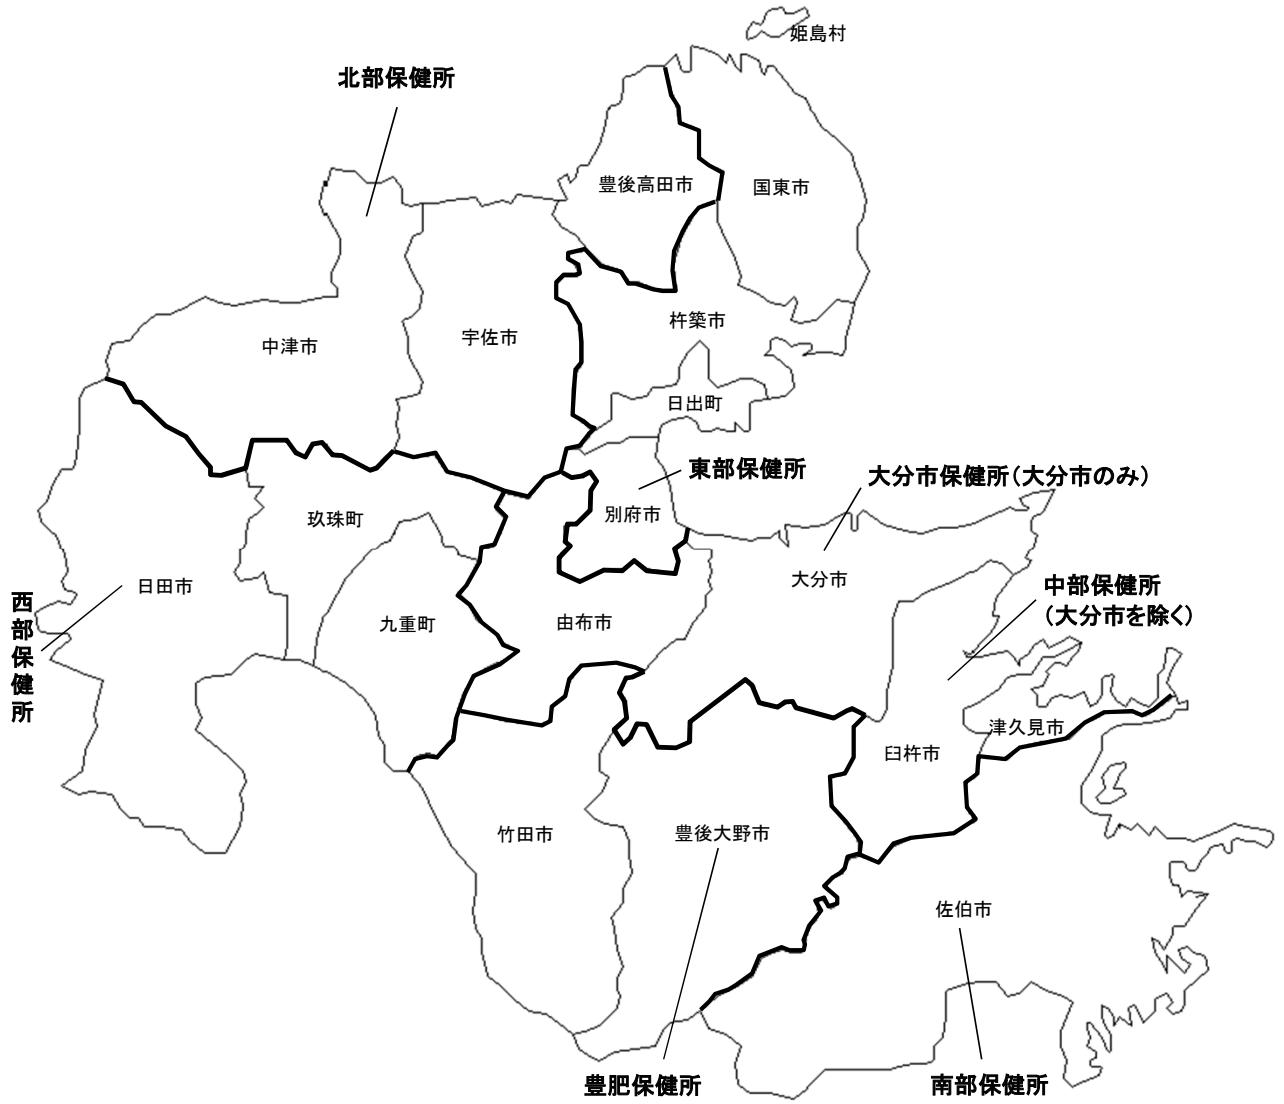 姫島村
北部保健所
豊後高田市
国東市
杵築市
宇佐市
中津市
日出町
東部保健所
大分市保健所（大分市のみ）
玖珠町
別府市
大分市
日田市
中部保健所
（大分市を除く）
西部保健所
九重町
由布市
津久見市
臼杵市
竹田市
豊後大野市
佐伯市
豊肥保健所
南部保健所